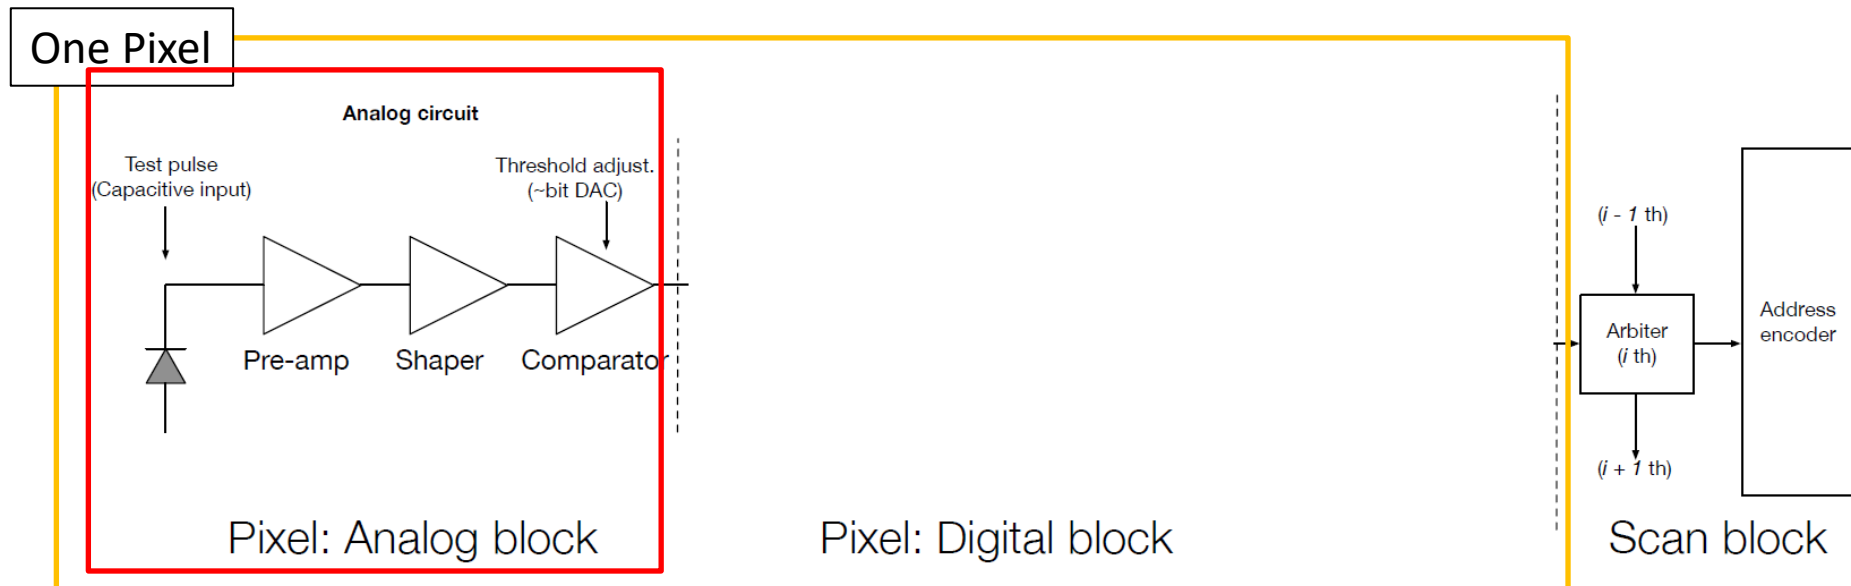 One Pixel
Analog circuit
Test pulse
(Capacitive input)
Threshold adjust.
(~bit DAC)
Pre-amp
Shaper
Comparator
(i - 1 th)
Arbiter
(i th)
(i + 1 th)
Address
encoder
Pixel: Analog block
Pixel: Digital block
Scan block